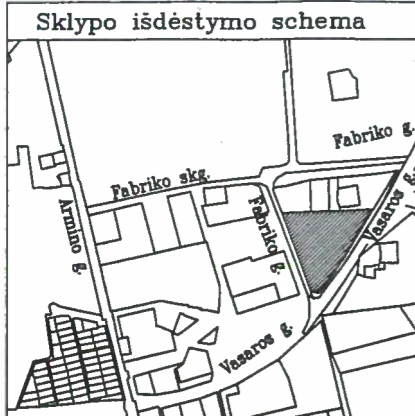 Sklypo išdėstymo schema
Fabriko g.
Fabriko skg.
Vasaros g.
Armino g.
Fabriko g.
Vasaros g.